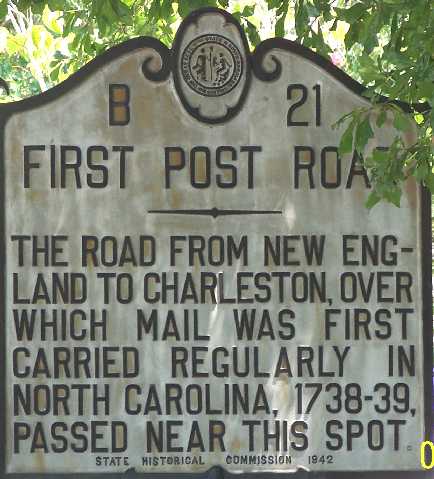 B 21
FIRST POST ROA
THE ROAD FROM NEW ENG-
LAND TO CHARLESTON, OVER
WHICH MAIL WAS FIRST
CARRIED REGULARLY IN
NORTH CAROLINA, 1738-39,
PASSED NEAR THIS SPOT.
STATE HISTORICAL COMMISSION 1942
0